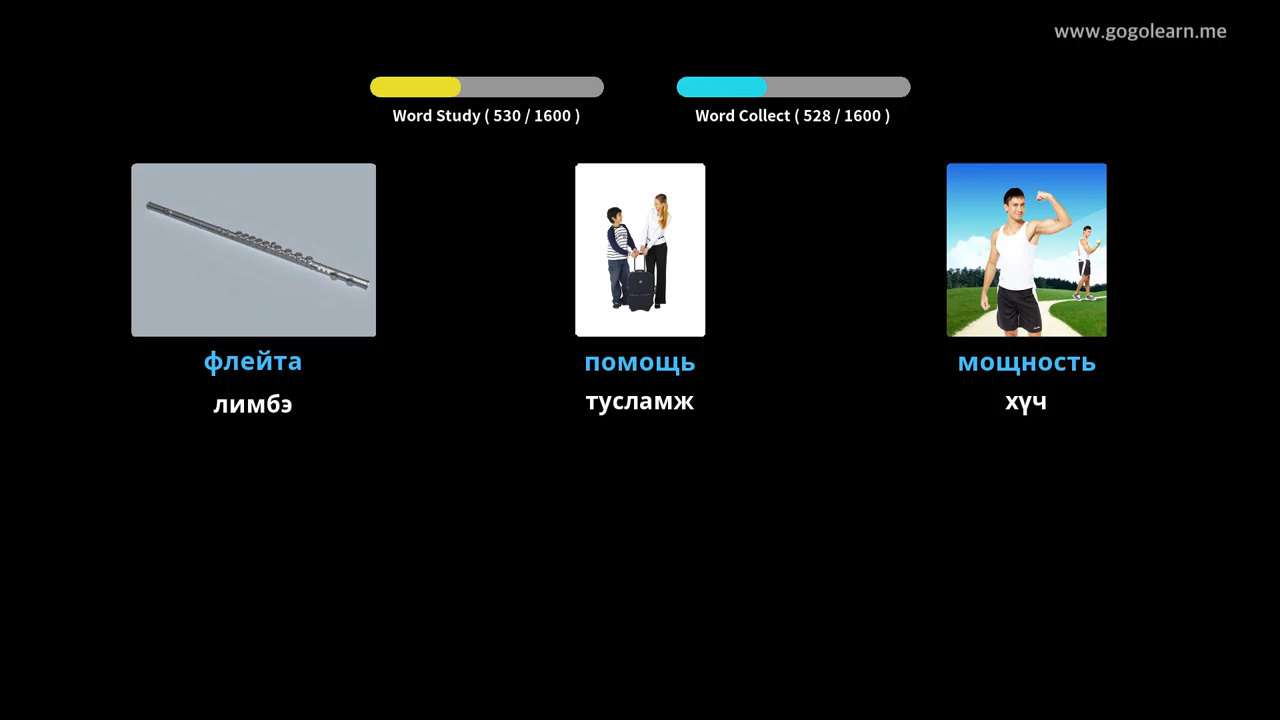 www.gogolearn.me
Word Study ( 530 / 1600 )
Word Collect ( 528 / 1600 )
флейта
помощь
мощность
лимбэ
тусламж
хүч